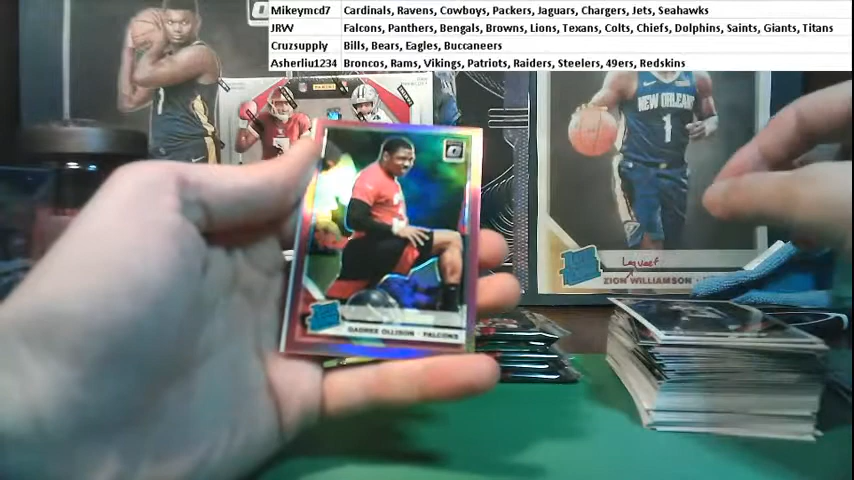 Mikeymcd7 Cardinals, Ravens, Cowboys, Packers, Jaguars, Chargers, Jets, Seahawks
JRW Falcons, Panthers, Bengals, Browns, Lions, Texans, Colts, Chiefs, Dolphins, Saints, Giants, Titans
Cruzsupply Bills, Bears, Eagles, Buccaneers
Asherliu1234 Broncos, Rams, Vikings, Patriots, Raiders, Steelers, 49ers, Redskins
NEW ORLEANS
1
ZION WILLIAMSON
QADREE OLLISON - FALCONS